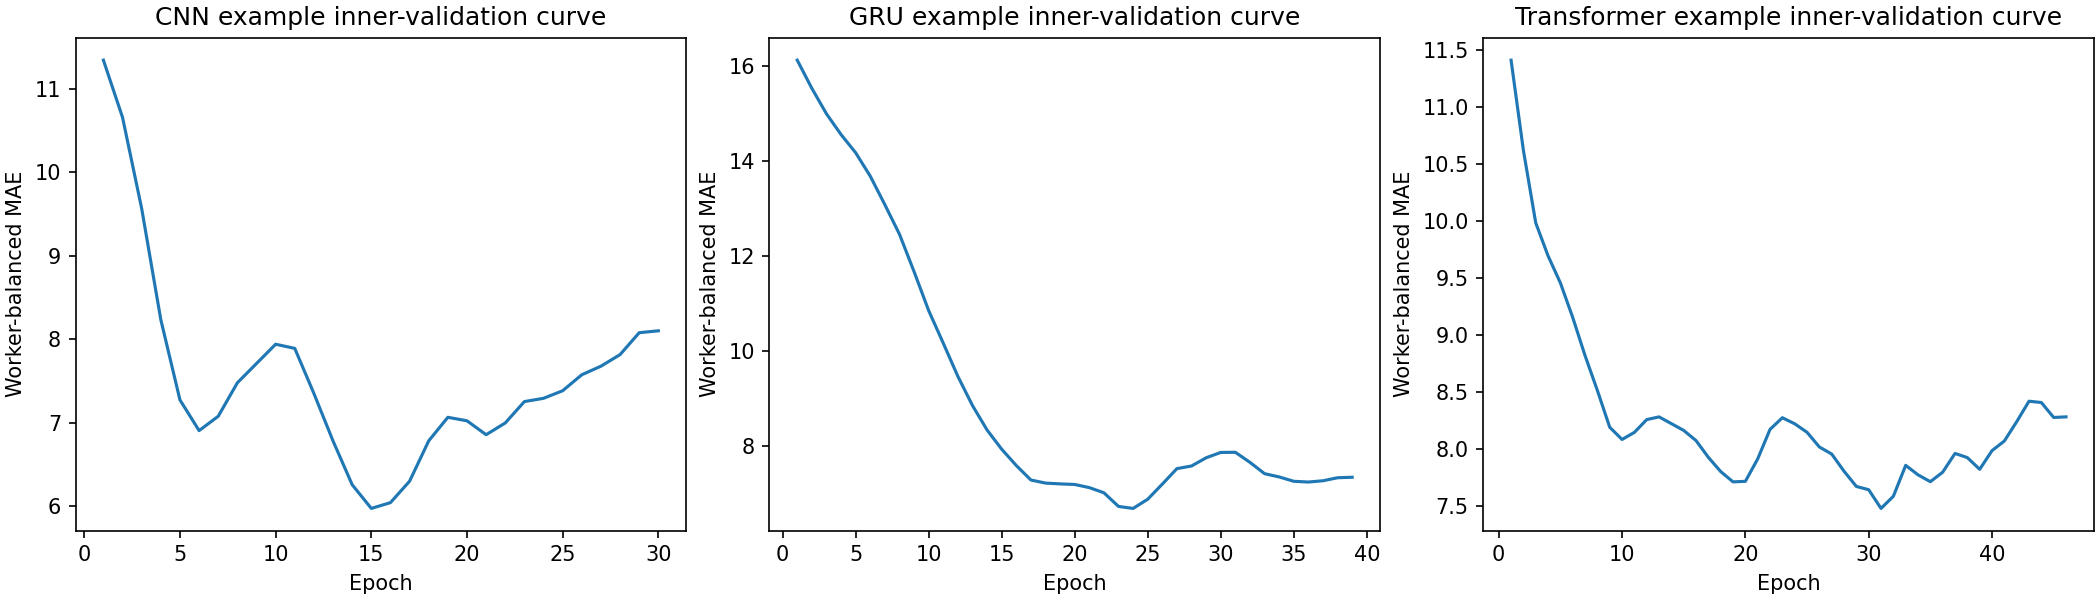 CNN example inner-validation curve
Worker-balanced MAE
11
10
9
8
7
6
0 5 10 15 20 25 30
Epoch
GRU example inner-validation curve
Worker-balanced MAE
16
14
12
10
8
0 5 10 15 20 25 30 35 40
Epoch
Transformer example inner-validation curve
Worker-balanced MAE
11.5
11.0
10.5
10.0
9.5
9.0
8.5
8.0
7.5
0 10 20 30 40
Epoch